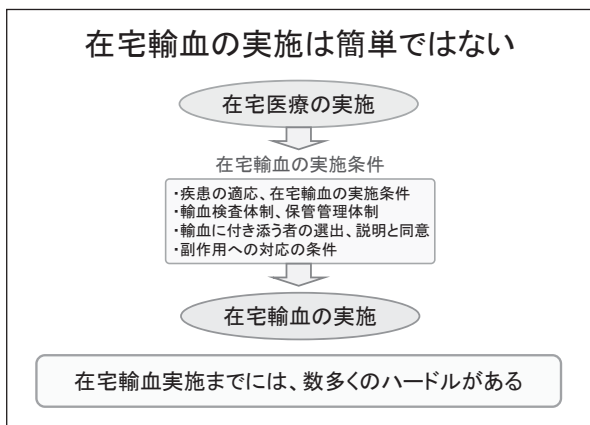 在宅輸血の実施は簡単ではない
在宅医療の実施
在宅輸血の実施条件
・疾患の適応、在宅輸血の実施条件
・輸血検査体制、保管管理体制
・輸血に付き添う者の選出、説明と同意
・副作用への対応の条件
在宅輸血の実施
在宅輸血実施までには、数多くのハードルがある